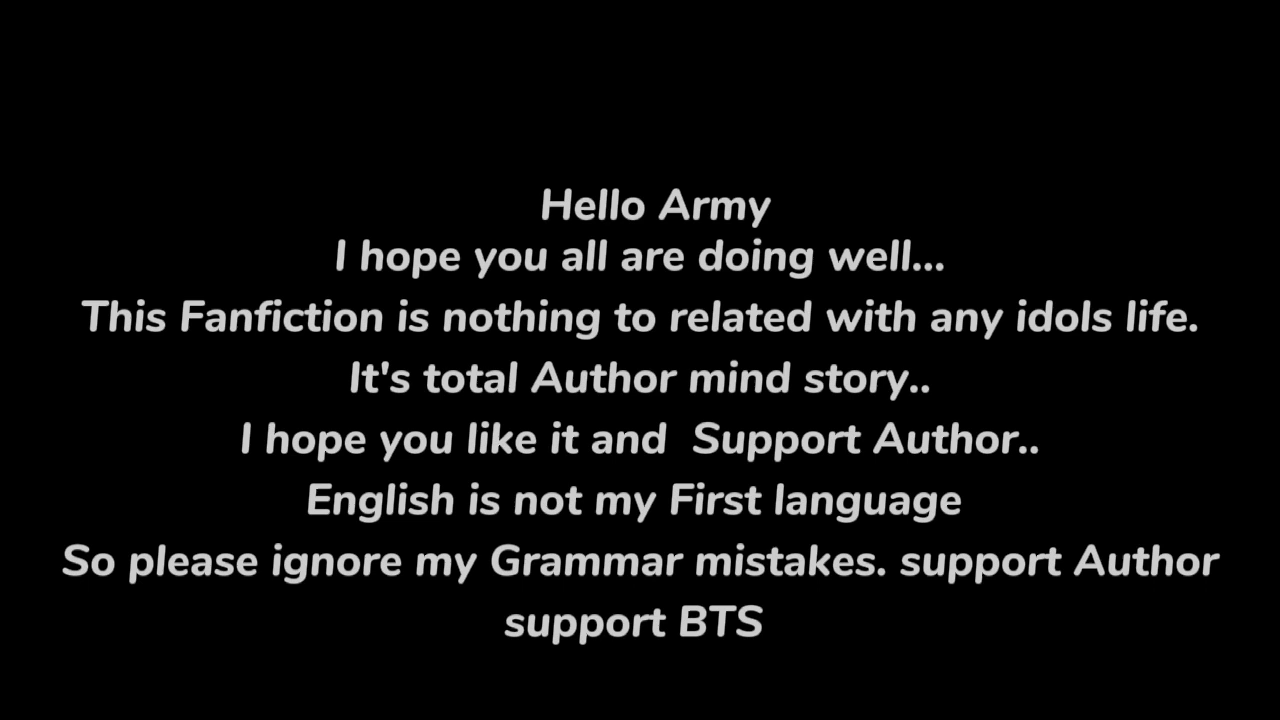 Hello Army
I hope you all are doing well...
This Fanfiction is nothing to related with any idols life.
It's total Author mind story..
I hope you like it and  Support Author..
English is not my First language
So please ignore my Grammar mistakes. support Author
support BTS